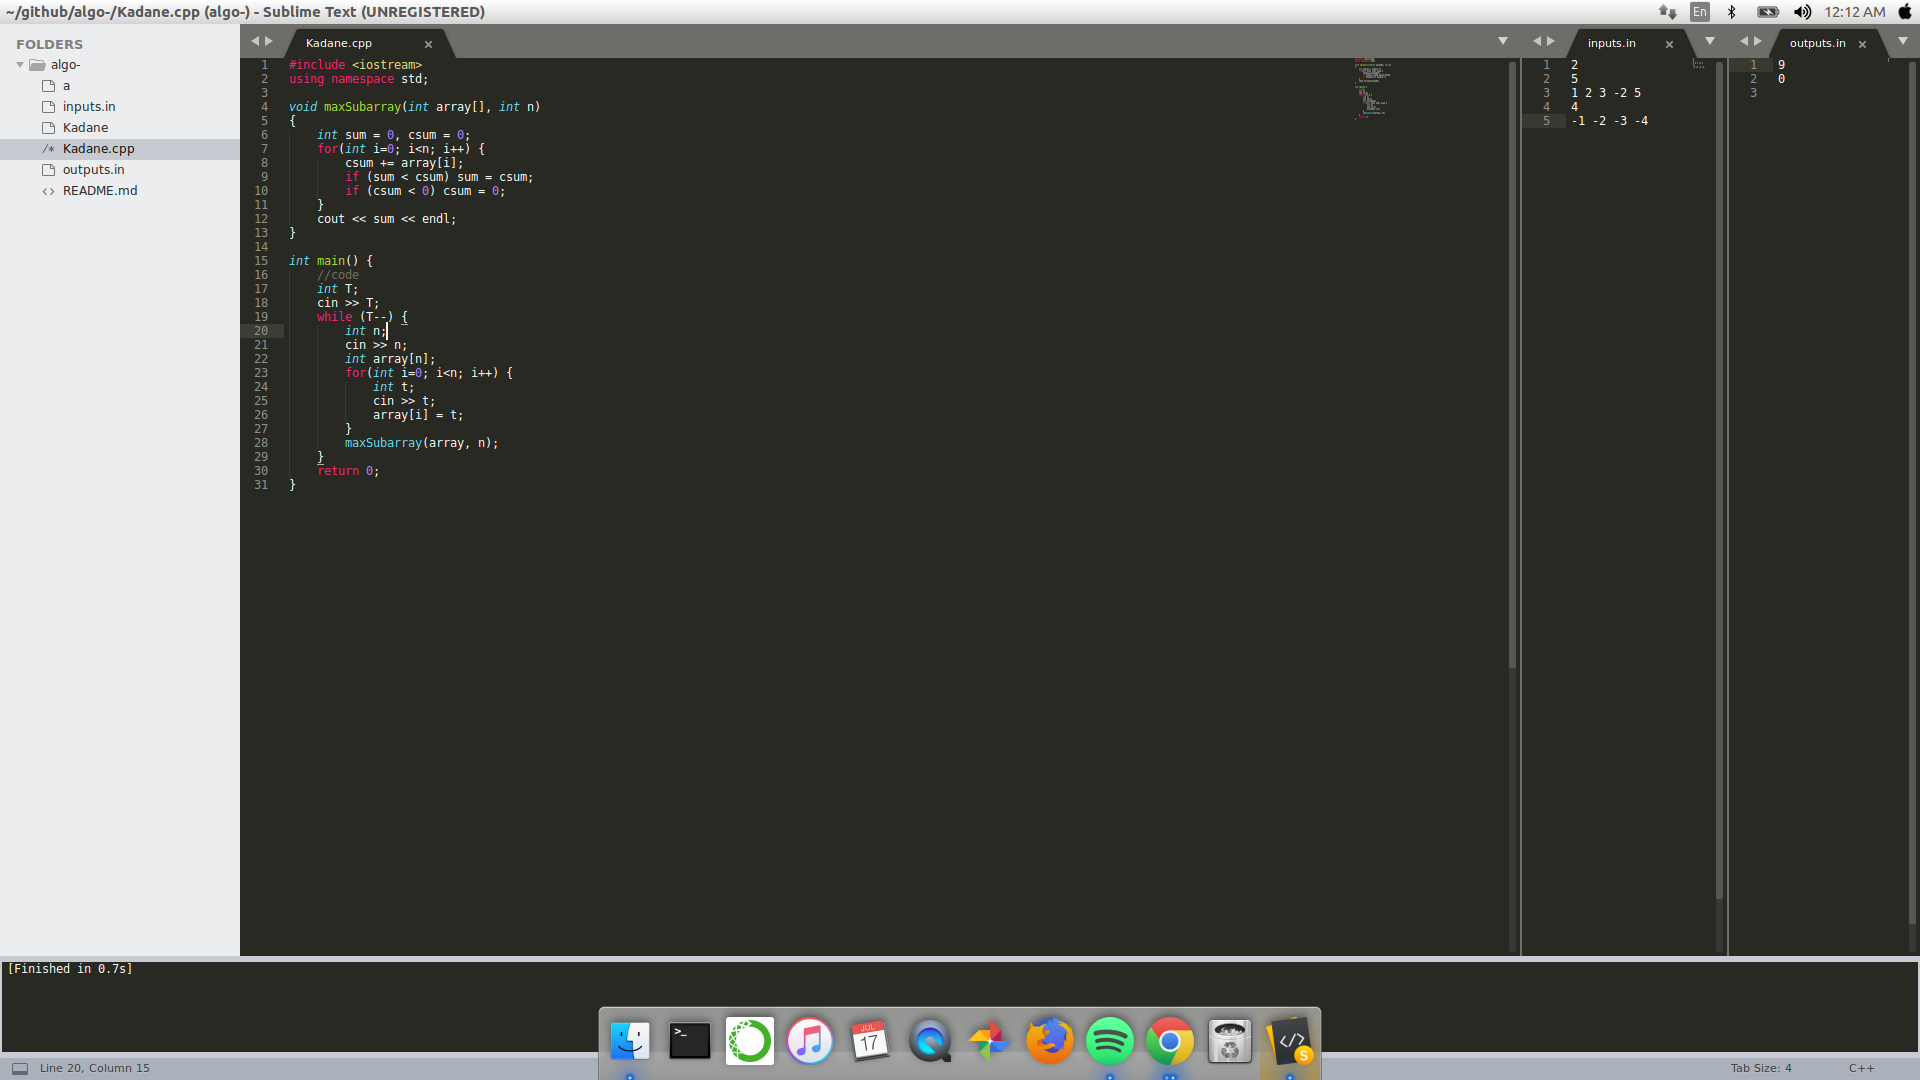 ~/github/algo-/Kadane.cpp (algo-) - Sublime Text (UNREGISTERED)
En
12:12 AM
FOLDERS
algo-
a
inputs.in
Kadane
/* Kadane.cpp
outputs.in
<> README.md
Kadane.cpp
1 #include <iostream>
2 using namespace std;
3
4 void maxSubarray(int array[], int n)
5 {
6     int sum = 0, csum = 0;
7     for(int i=0; i<n; i++) {
8         csum += array[i];
9         if (sum < csum) sum = csum;
10         if (csum < 0) csum = 0;
11     }
12     cout << sum << endl;
13 }
14
15 int main() {
16     //code
17     int T;
18     cin >> T;
19     while (T--) {
20         int n;
21         cin >> n;
22         int array[n];
23         for(int i=0; i<n; i++) {
24             int t;
25             cin >> t;
26             array[i] = t;
27         }
28         maxSubarray(array, n);
29     }
30     return 0;
31 }
inputs.in
1 2
2 5
3 1 2 3 -2 5
4 4
5 -1 -2 -3 -4
outputs.in
1 9
2 0
3
[Finished in 0.7s]
>_
JUL
17
</>
S
Line 20, Column 15
Tab Size: 4
C++